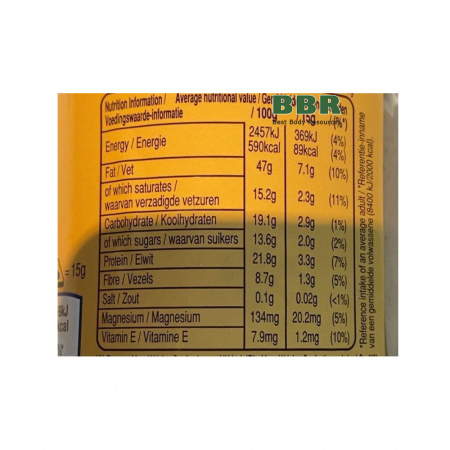 Nutrition Information / Average nutritional value /
Voedingswaarde-informatie / 100g 15g (%*)
BBR
Best Body Resources
Energy / Energie 2457kJ 369kJ (4%)
590kcal 89kcal (4%)
Fat / Vet 47g 7.1g (10%)
of which saturates /
waarvan verzadigde vetzuren 15.2g 2.3g (11%)
Carbohydrate / Koolhydraten 19.1g 2.9g (1%)
of which sugars / waarvan suikers 13.6g 2.0g (2%)
Protein / Eiwit 21.8g 3.3g (7%)
Fibre / Vezels 8.7g 1.3g (5%)
Salt / Zout 0.1g 0.02g (<1%)
Magnesium / Magnesium 134mg 20.2mg (5%)
Vitamin E / Vitamine E 7.9mg 1.2mg (10%)
= 15g
kcal
*Reference intake of an average adult / *Referentie-inname
van een gemiddelde volwassene (8400 kJ/2000 kcal).